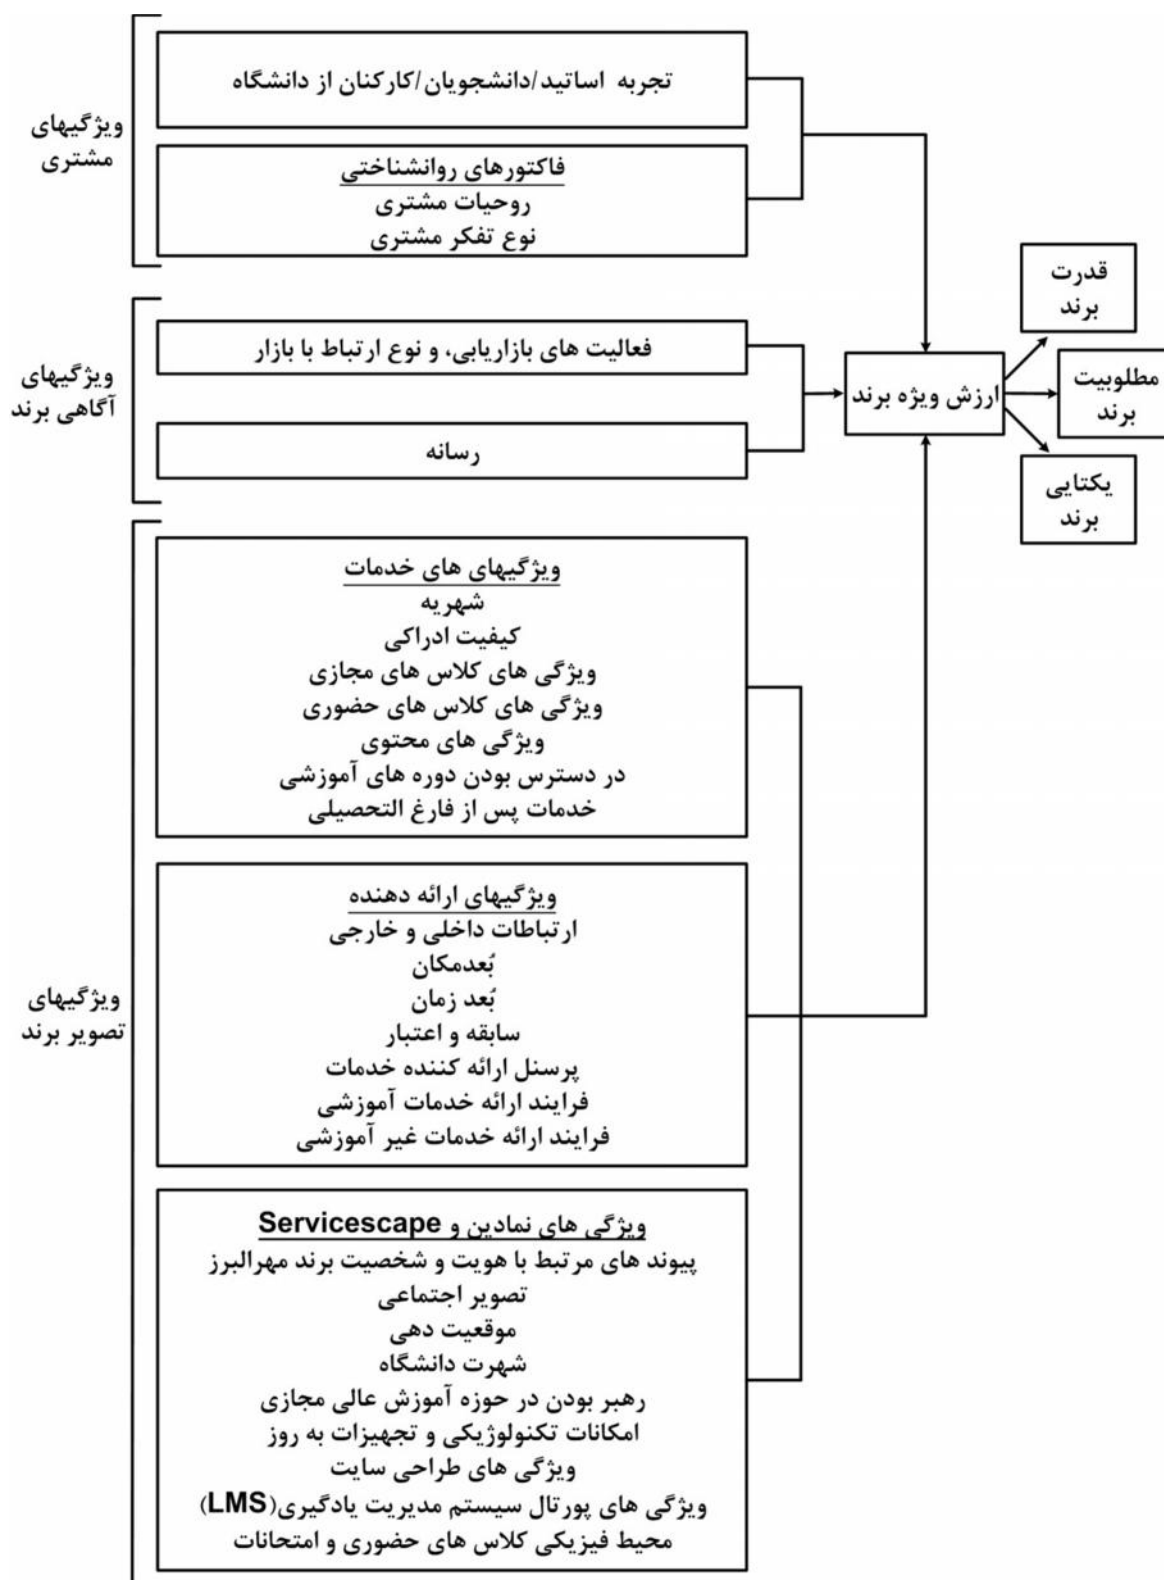 تجربه اساتید/دانشجویان/کارکنان از دانشگاه
ویژگیهای
مشتری
فاکتورهای روانشناختی
روحیات مشتری
نوع تفکر مشتری
فعالیت های بازاریابی، و نوع ارتباط با بازار
ویژگیهای
آگاهی برند
رسانه
ارزش ویژه برند
قدرت
برند
مطلوبیت
برند
یکتایی
برند
ویژگیهای های خدمات
شهریه
کیفیت ادراکی
ویژگی های کلاس های مجازی
ویژگی های کلاس های حضوری
ویژگی های محتوی
در دسترس بودن دوره های آموزشی
خدمات پس از فارغ التحصیلی
ویژگیهای
تصویر برند
ویژگیهای ارائه دهنده
ارتباطات داخلی و خارجی
بُعدمکان
بُعد زمان
سابقه و اعتبار
پرسنل ارائه کننده خدمات
فرایند ارائه خدمات آموزشی
فرایند ارائه خدمات غیر آموزشی
ویژگی های نمادین و Servicescape
پیوند های مرتبط با هویت و شخصیت برند مهرالبرز
تصویر اجتماعی
موقعیت دهی
شهرت دانشگاه
رهبر بودن در حوزه آموزش عالی مجازی
امکانات تکنولوژیکی و تجهیزات به روز
ویژگی های طراحی سایت
ویژگی های پورتال سیستم مدیریت یادگیری(LMS)
محیط فیزیکی کلاس های حضوری و امتحانات